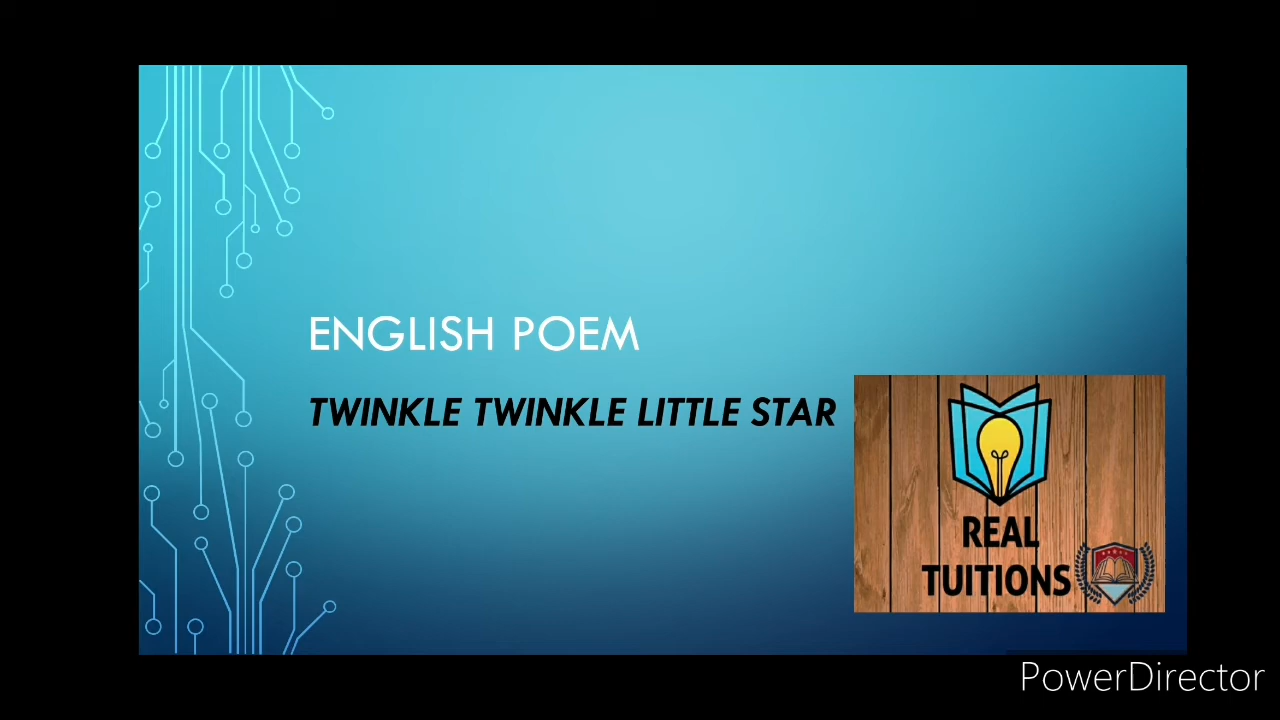 ENGLISH POEM
TWINKLE TWINKLE LITTLE STAR
REAL
TUITIONS
PowerDirector